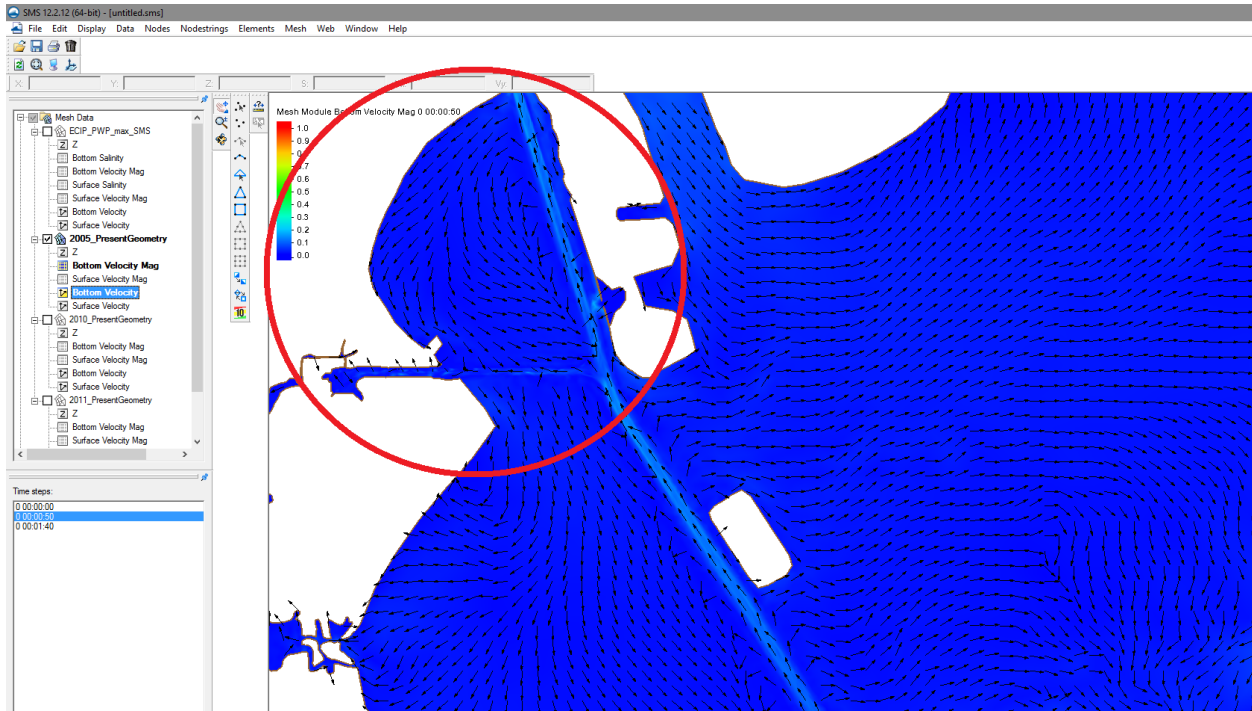 SMS 12.2.12 (64-bit) - [untitled.sms]
File Edit Display Data Nodes Nodestrings Elements Mesh Web Window Help
X: Y: Z: S: Vy:
Mesh Module Bottom Velocity Mag 0 00:00:50
1.0
0.9
0.8
0.7
0.6
0.5
0.4
0.3
0.2
0.1
0.0
Mesh Data
ECIP_PWP_max_SMS
Z
Bottom Salinity
Bottom Velocity Mag
Surface Salinity
Surface Velocity Mag
Bottom Velocity
Surface Velocity
2005_PresentGeometry
Z
Bottom Velocity Mag
Surface Velocity Mag
Bottom Velocity
Surface Velocity
2010_PresentGeometry
Z
Bottom Velocity Mag
Surface Velocity Mag
Bottom Velocity
Surface Velocity
2011_PresentGeometry
Z
Bottom Velocity Mag
Surface Velocity Mag
Time steps:
0 00:00:00
0 00:00:50
0 00:01:40